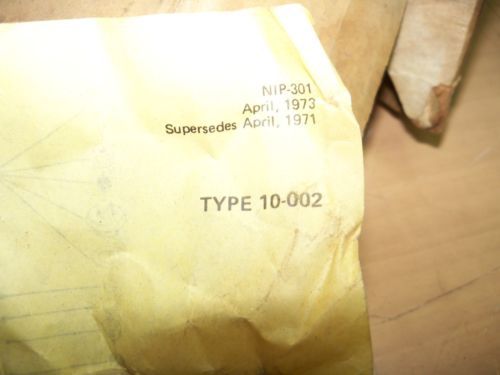 NIP-301
April, 1973
Supersedes April, 1971
TYPE 10-002